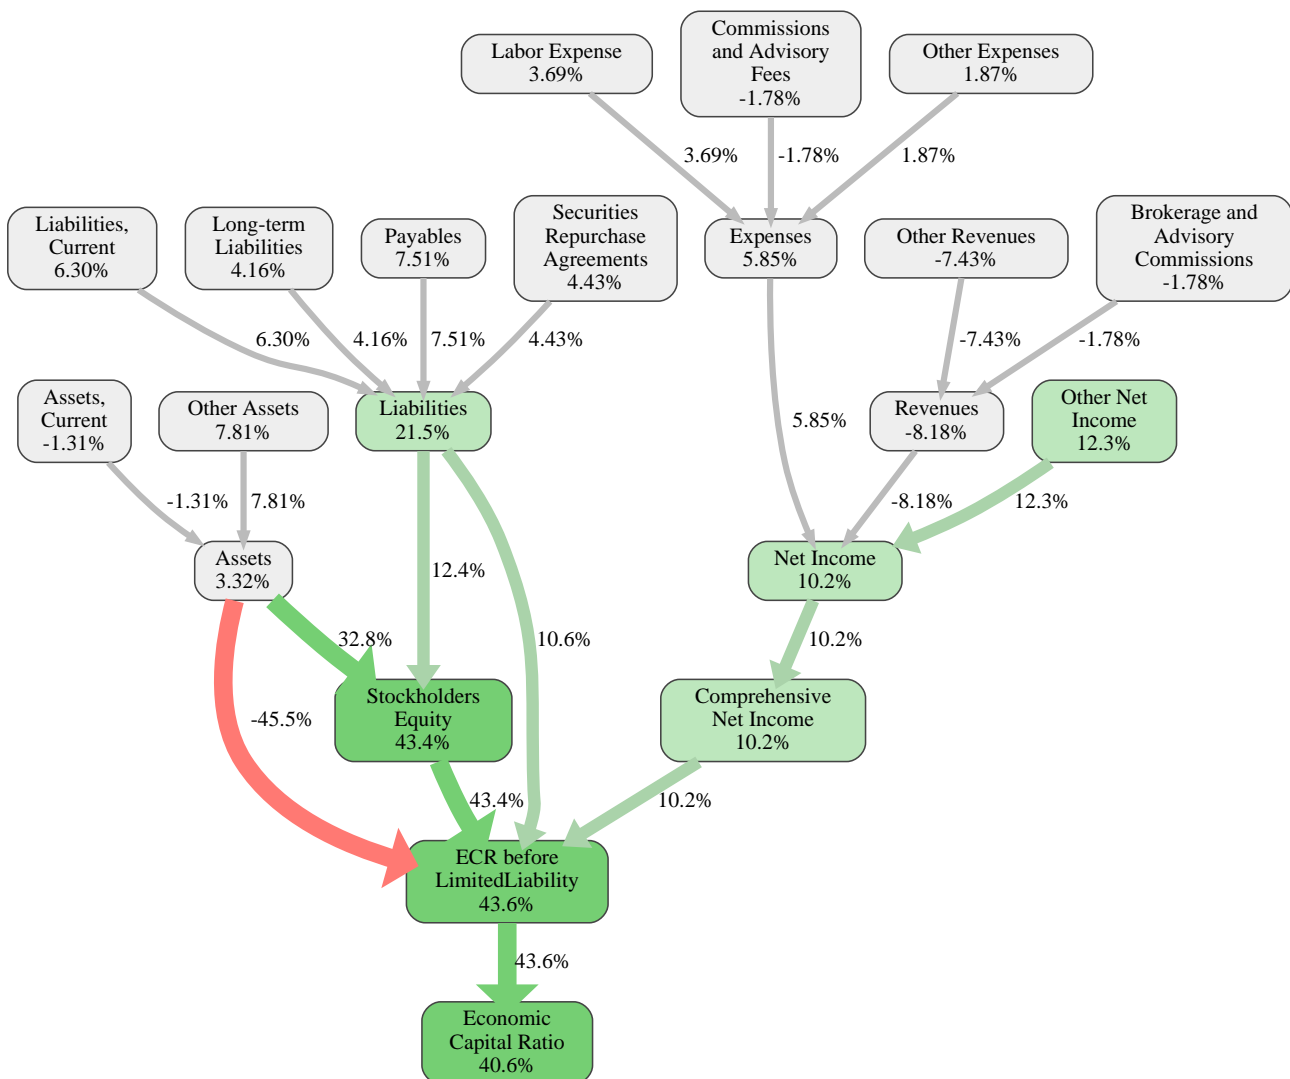 Labor Expense
3.69%
Commissions
and Advisory
Fees
-1.78%
Other Expenses
1.87%
3.69%
-1.78%
1.87%
Liabilities,
Current
6.30%
Long-term
Liabilities
4.16%
Payables
7.51%
Securities
Repurchase
Agreements
4.43%
Expenses
5.85%
Other Revenues
-7.43%
Brokerage and
Advisory
Commissions
-1.78%
6.30%
4.16%
7.51%
4.43%
-7.43%
-1.78%
Assets,
Current
-1.31%
Other Assets
7.81%
Liabilities
21.5%
5.85%
Revenues
-8.18%
Other Net
Income
12.3%
-1.31%
7.81%
-8.18%
12.3%
Assets
3.32%
12.4%
Net Income
10.2%
32.8%
10.6%
10.2%
-45.5%
Stockholders
Equity
43.4%
Comprehensive
Net Income
10.2%
43.4%
10.2%
ECR before
LimitedLiability
43.6%
43.6%
Economic
Capital Ratio
40.6%